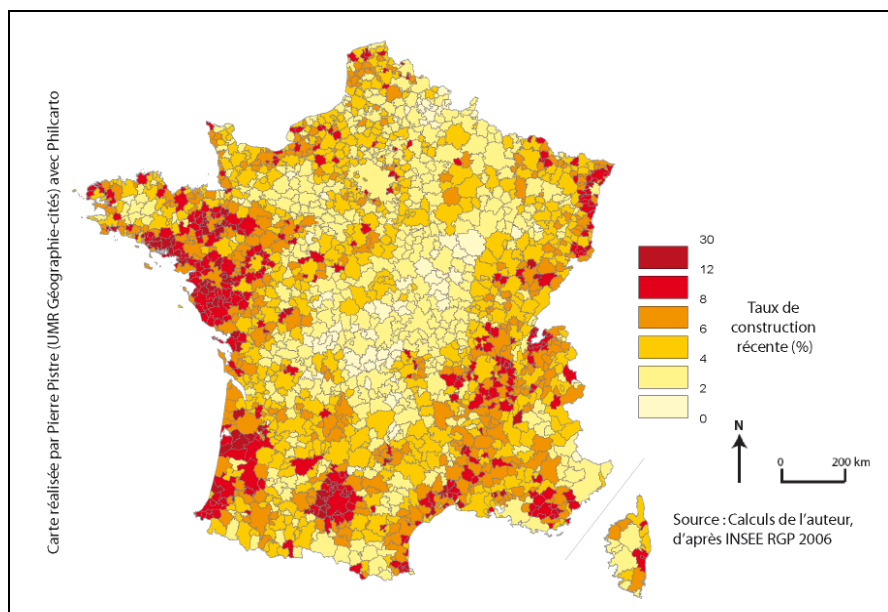 Carte réalisée par Pierre Pistre (UMR Géographie-cités) avec Philcarto
30
12
8
6
4
2
0
Taux de
construction
récente (%)
N
0 200 km
Source : Calculs de l'auteur,
d'après INSEE RGP 2006